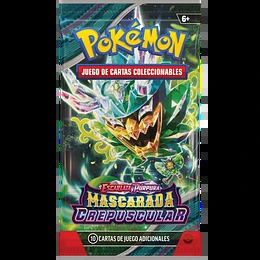 POKÉMON
6+
JUEGO DE CARTAS COLECCIONABLES
ESCARLATA Y PÚRPURA
MASCARADA
CREPUSCULAR
10 CARTAS DE JUEGO ADICIONALES